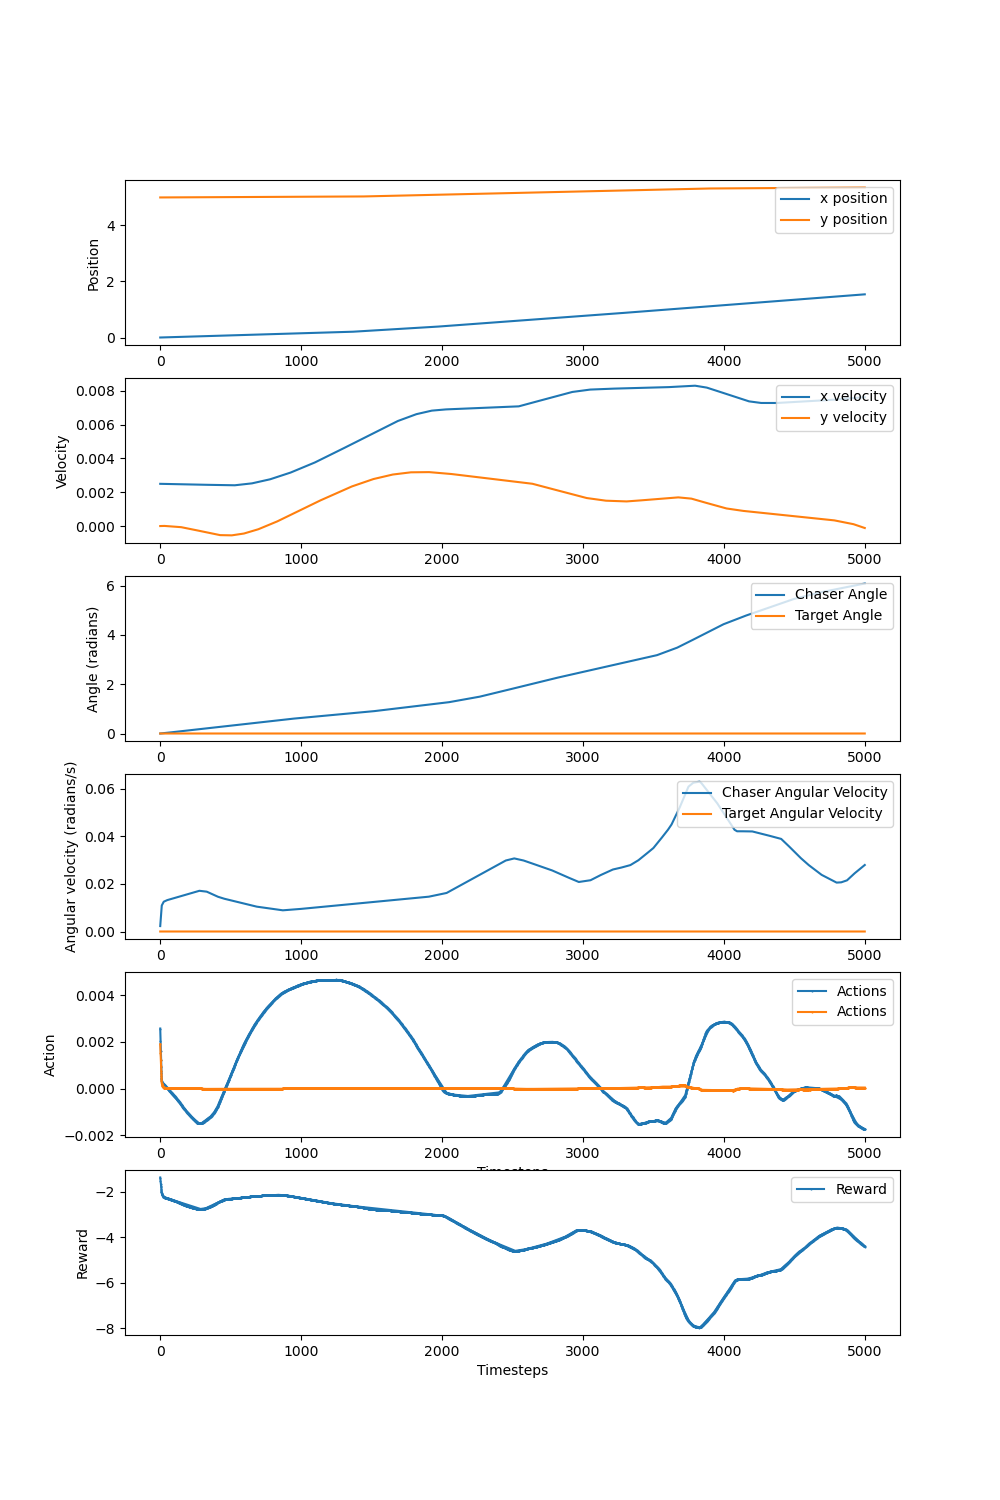 Position
4
2
0
x position
y position
0 1000 2000 3000 4000 5000
Velocity
0.008
0.006
0.004
0.002
0.000
x velocity
y velocity
0 1000 2000 3000 4000 5000
Angle (radians)
6
4
2
0
Chaser Angle
Target Angle
0 1000 2000 3000 4000 5000
Angular velocity (radians/s)
0.06
0.04
0.02
0.00
Chaser Angular Velocity
Target Angular Velocity
0 1000 2000 3000 4000 5000
Action
0.004
0.002
0.000
−0.002
Actions
Actions
0 1000 2000 3000 4000 5000
Timesteps
Reward
−2
−4
−6
−8
Reward
0 1000 2000 3000 4000 5000
Timesteps